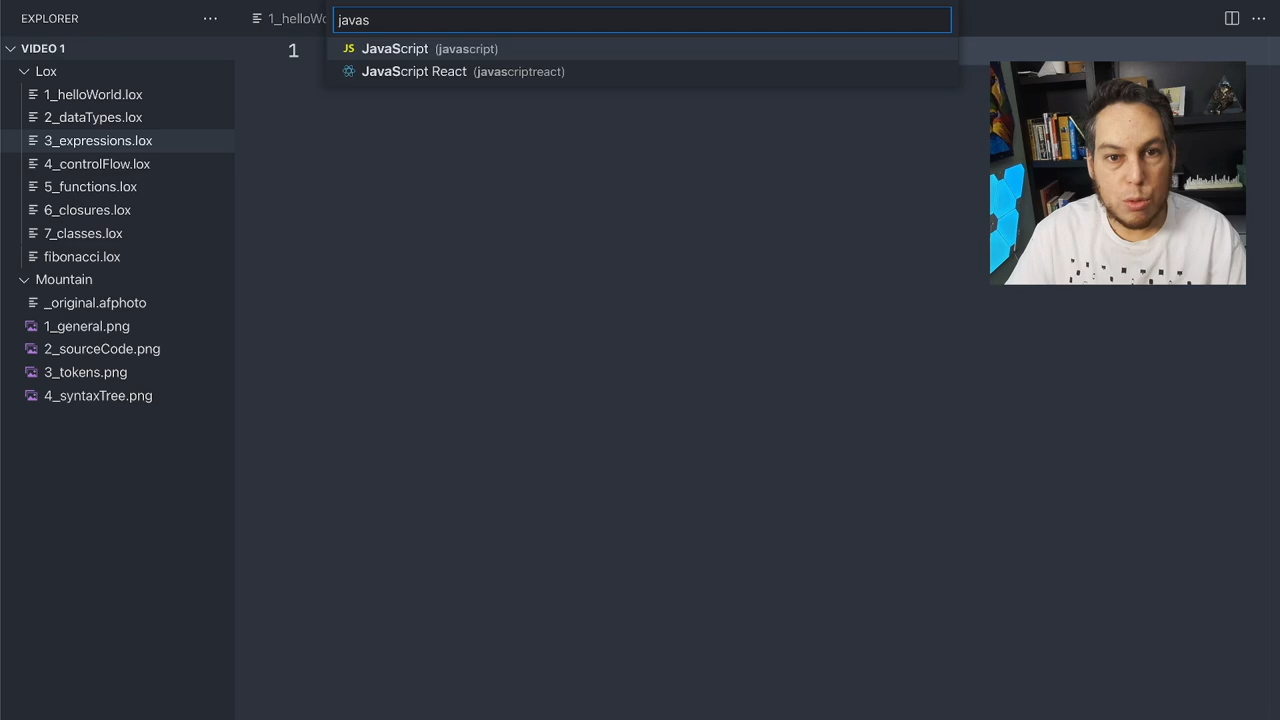 EXPLORER
VIDEO 1
Lox
1_helloWorld.lox
2_dataTypes.lox
3_expressions.lox
4_controlFlow.lox
5_functions.lox
6_closures.lox
7_classes.lox
fibonacci.lox
Mountain
_original.afphoto
1_general.png
2_sourceCode.png
3_tokens.png
4_syntaxTree.png
1_helloWo
javas
JS JavaScript (javascript)
JavaScript React (javascriptreact)
1